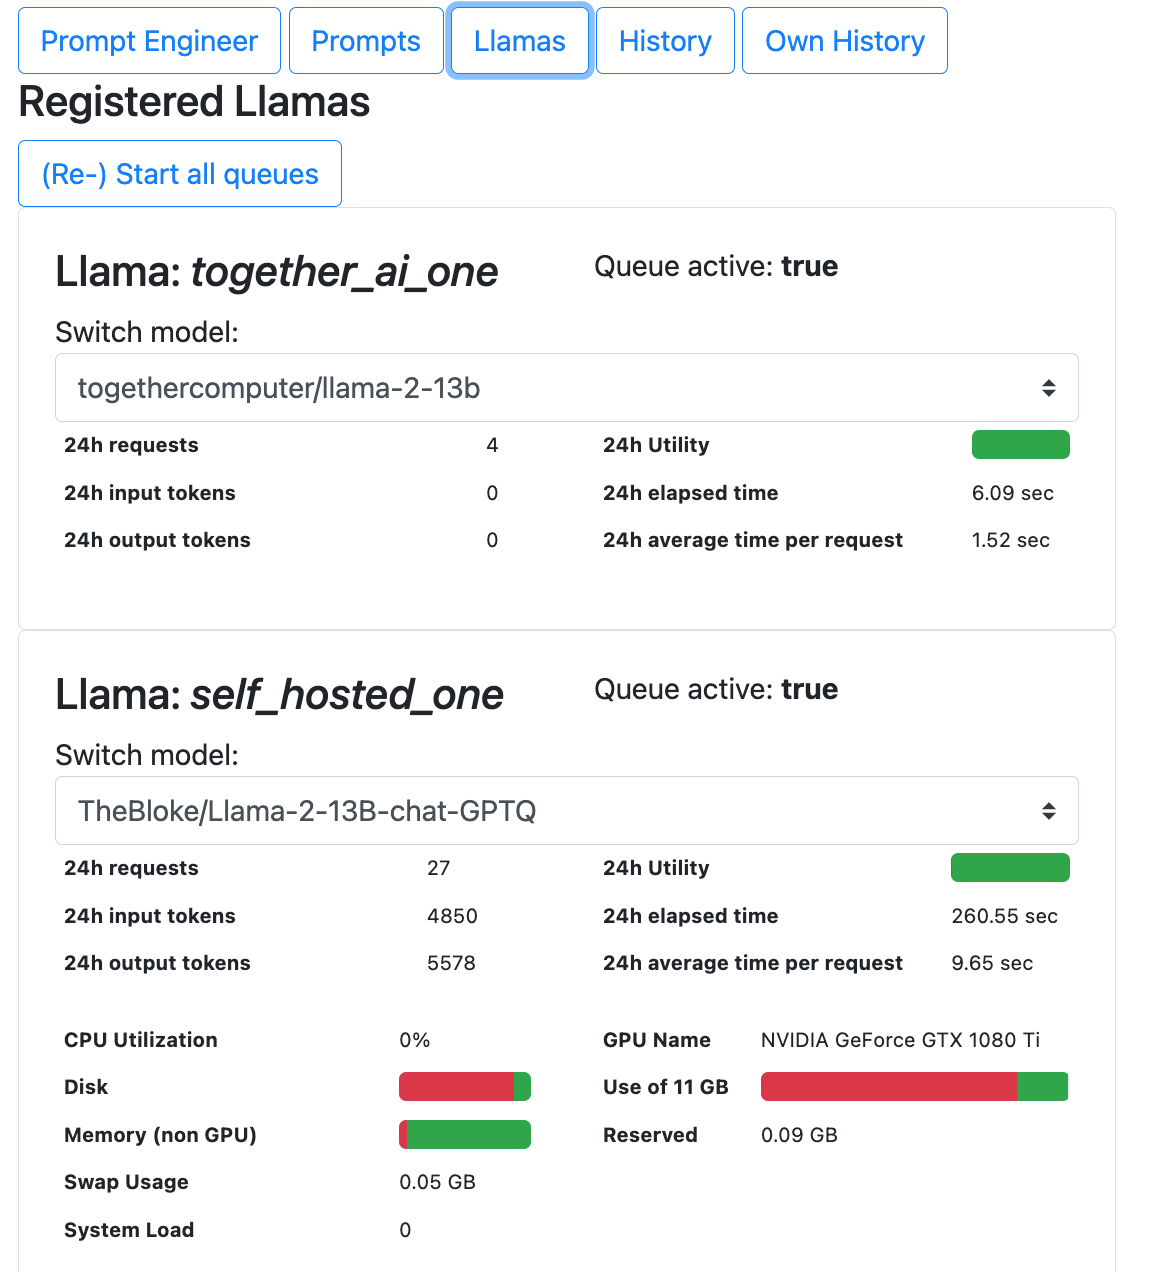 Prompt Engineer Prompts Llamas History Own History
Registered Llamas
(Re-) Start all queues
Llama: together_ai_one Queue active: true
Switch model:
togethercomputer/llama-2-13b
24h requests 4 24h Utility
24h input tokens 0 24h elapsed time 6.09 sec
24h output tokens 0 24h average time per request 1.52 sec
Llama: self_hosted_one Queue active: true
Switch model:
TheBloke/Llama-2-13B-chat-GPTQ
24h requests 27 24h Utility
24h input tokens 4850 24h elapsed time 260.55 sec
24h output tokens 5578 24h average time per request 9.65 sec
CPU Utilization 0% GPU Name NVIDIA GeForce GTX 1080 Ti
Disk Use of 11 GB
Memory (non GPU) Reserved 0.09 GB
Swap Usage 0.05 GB
System Load 0